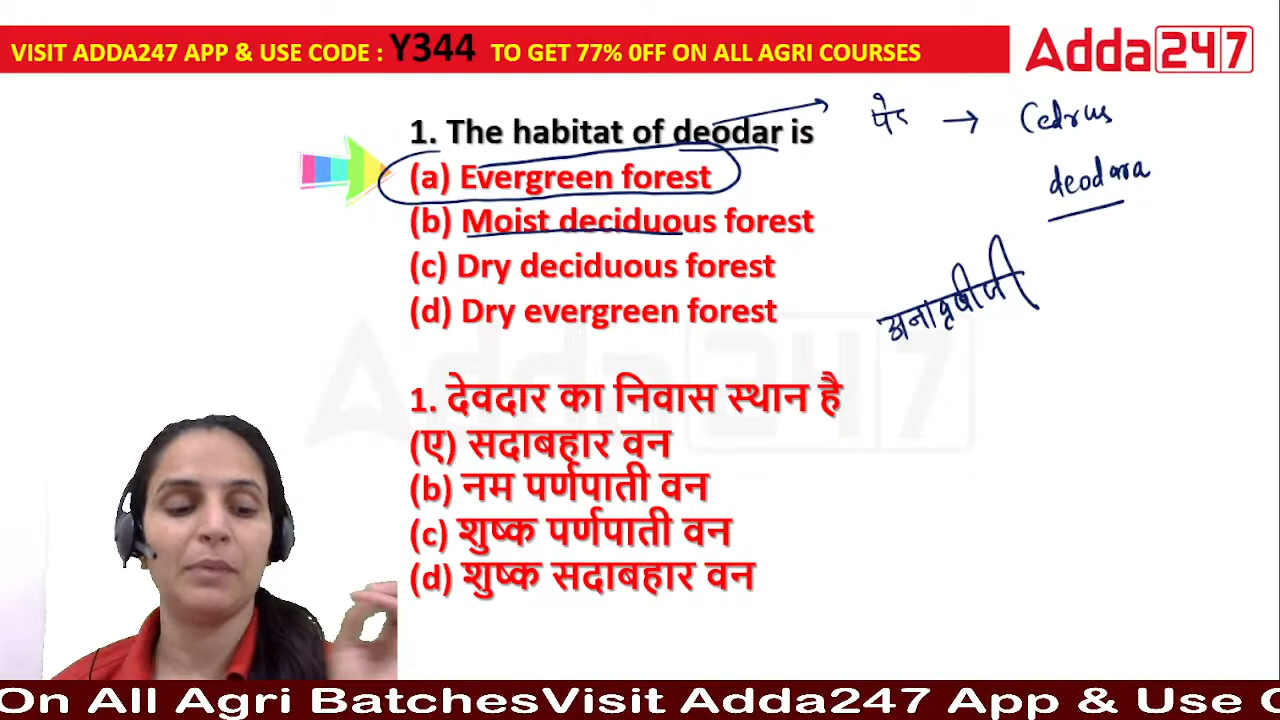 VISIT ADDA247 APP & USE CODE : Y344 TO GET 77% 0FF ON ALL AGRI COURSES
Adda247
1. The habitat of deodar is
पेड़ → Cedrus
deodara
(a) Evergreen forest
(b) Moist deciduous forest
(c) Dry deciduous forest
(d) Dry evergreen forest
अनावृतबीजी
1. देवदार का निवास स्थान है
(ए) सदाबहार वन
(b) नम पर्णपाती वन
(c) शुष्क पर्णपाती वन
(d) शुष्क सदाबहार वन
Adda247
On All Agri BatchesVisit Adda247 App & Use C